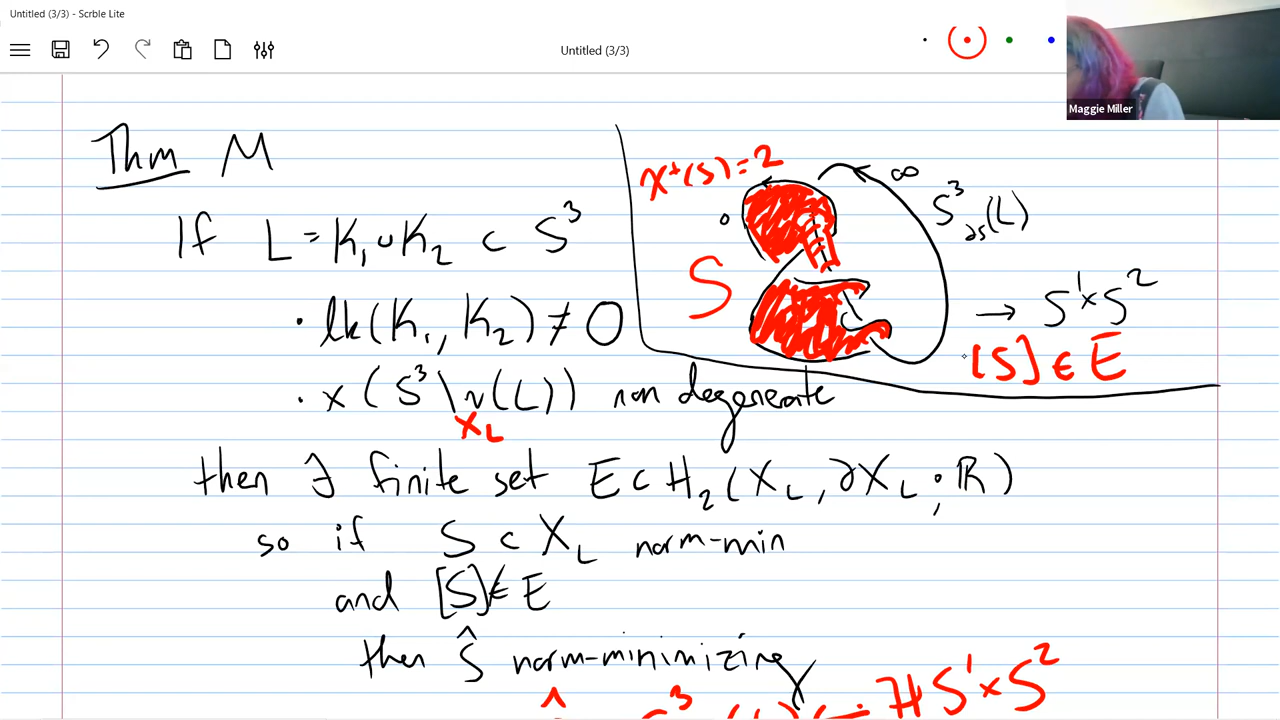 Untitled (3/3) - Scrble Lite
Untitled (3/3)
Maggie Miller
Thm M
If L = K₁ ∪ K₂ ⊂ S³
· lk(K₁, K₂) ≠ 0
· x(S³ \ ν(L)) non degenerate
X_L
then ∃ finite set E ⊂ H₂(X_L, ∂X_L; ℝ)
so if S ⊂ X_L norm-min
and [S] ∉ E
then Ŝ norm-minimizing
χ⁺(S) = 2
0
∞
S
S³_∂S(L)
→ S¹×S²
[S] ∈ E
H S¹×S²